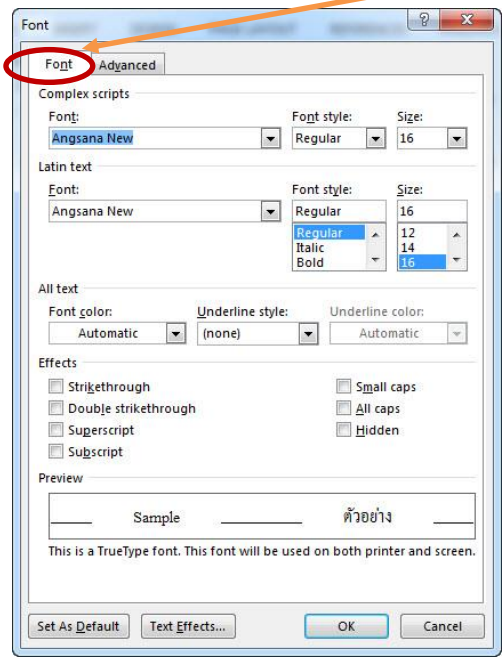 Font
Font Advanced
Complex scripts
Font: Font style: Size:
Angsana New Regular 16
Latin text
Font: Font style: Size:
Angsana New Regular 16
Regular 12
Italic 14
Bold 16
All text
Font color: Underline style: Underline color:
Automatic (none) Automatic
Effects
Strikethrough Small caps
Double strikethrough All caps
Superscript Hidden
Subscript
Preview
Sample ตัวอย่าง
This is a TrueType font. This font will be used on both printer and screen.
Set As Default Text Effects... OK Cancel